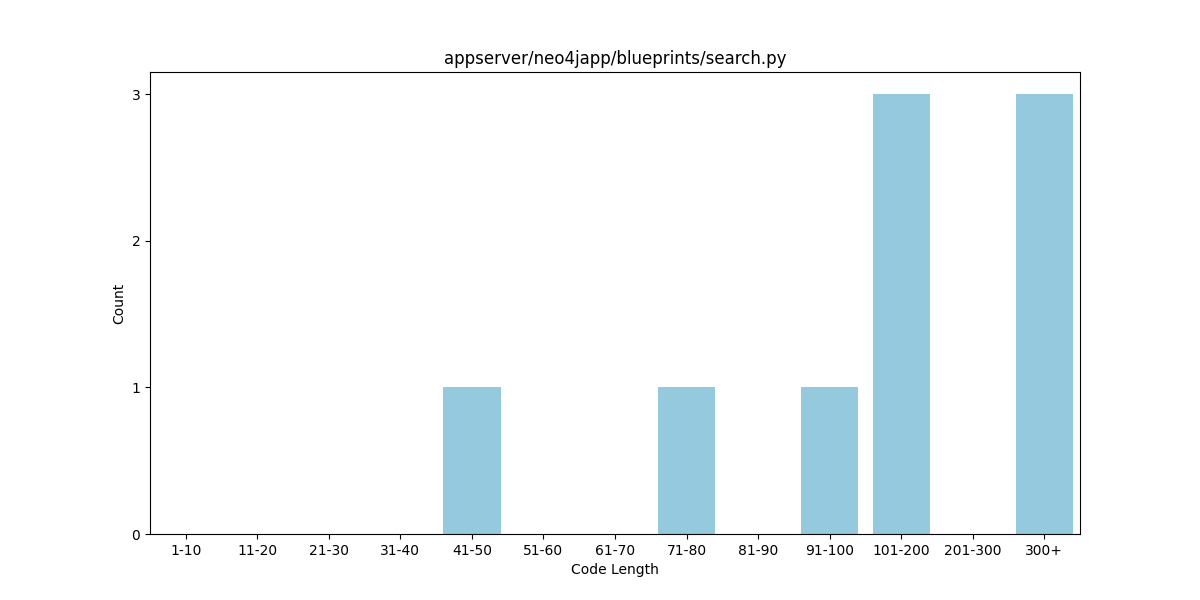 appserver/neo4japp/blueprints/search.py
3
2
1
0
Count
1-10 11-20 21-30 31-40 41-50 51-60 61-70 71-80 81-90 91-100 101-200 201-300 300+
Code Length